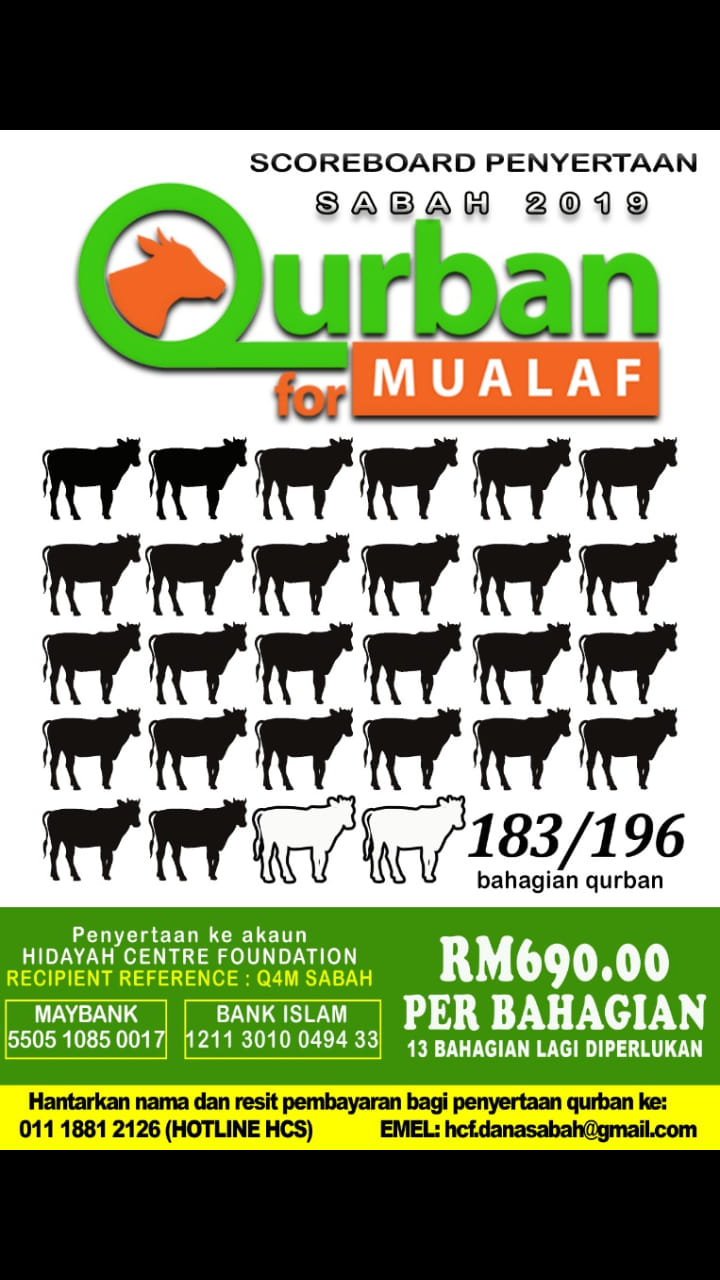 SCOREBOARD PENYERTAAN
SABAH 2019
Qurban
for MUALAF
183/196
bahagian qurban
Penyertaan ke akaun
HIDAYAH CENTRE FOUNDATION
RECIPIENT REFERENCE : Q4M SABAH
MAYBANK
5505 1085 0017
BANK ISLAM
1211 3010 0494 33
RM690.00
PER BAHAGIAN
13 BAHAGIAN LAGI DIPERLUKAN
Hantarkan nama dan resit pembayaran bagi penyertaan qurban ke:
011 1881 2126 (HOTLINE HCS) EMEL: hcf.danasabah@gmail.com